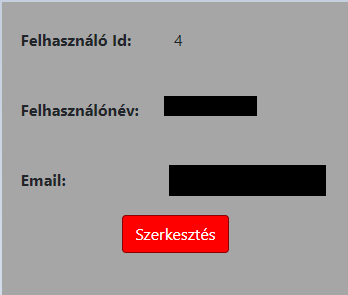 Felhasználó Id: 4
Felhasználónév:
Email:
Szerkesztés